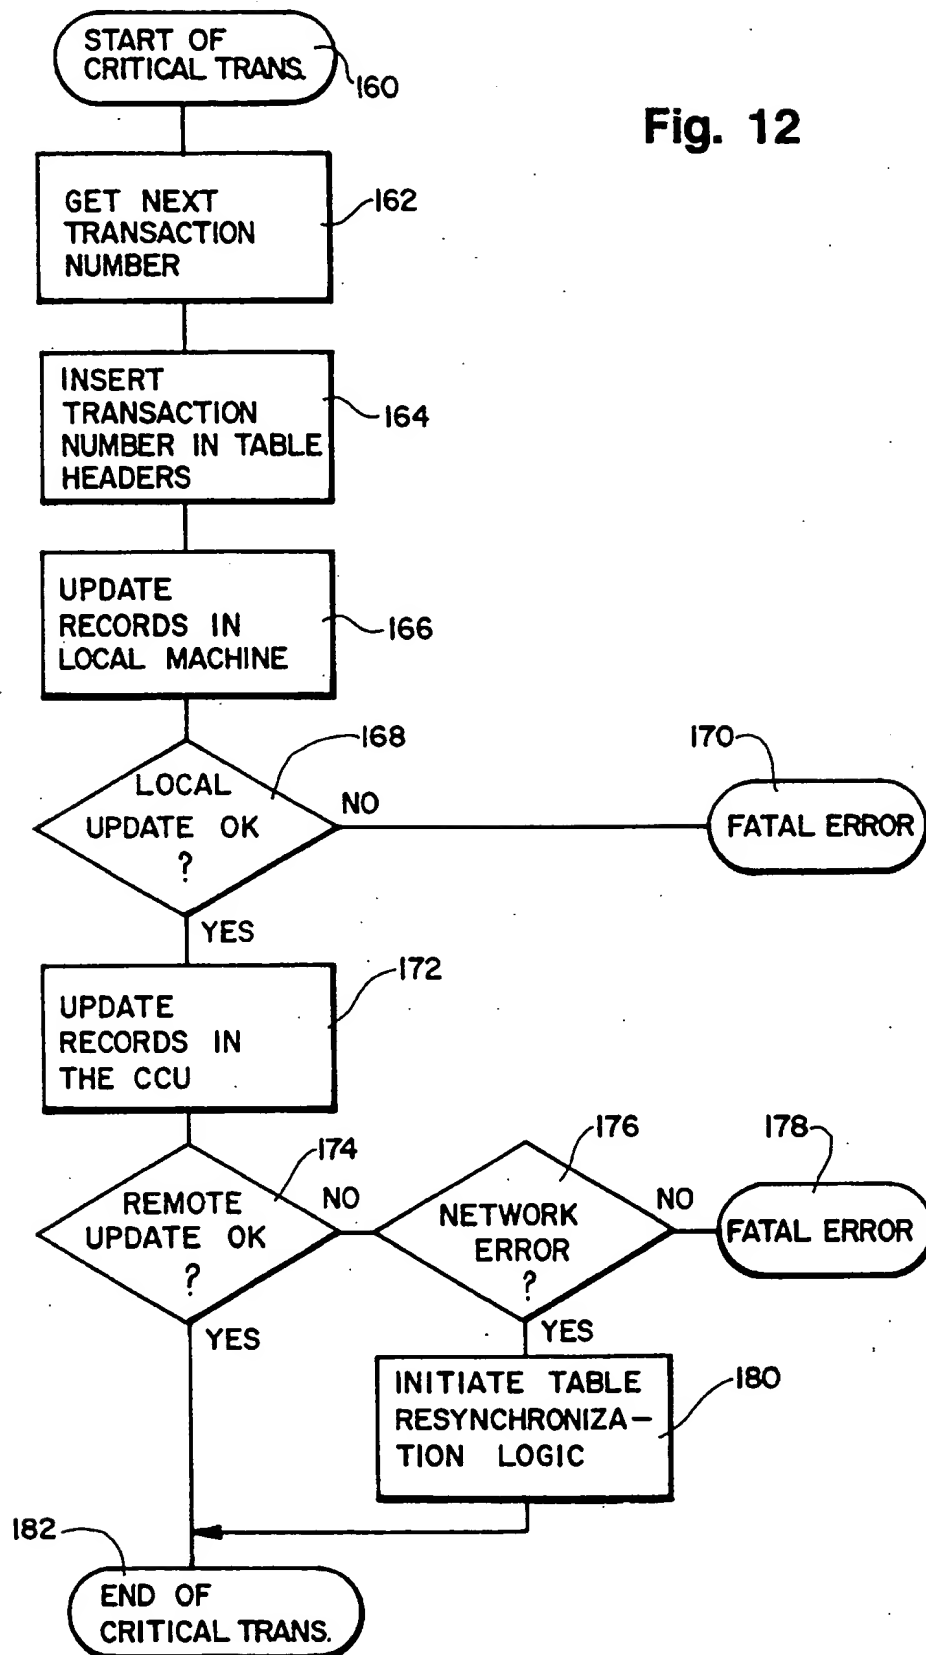 START OF
CRITICAL TRANS.
160
Fig. 12
GET NEXT
TRANSACTION
NUMBER
162
INSERT
TRANSACTION
NUMBER IN TABLE
HEADERS
164
UPDATE
RECORDS IN
LOCAL MACHINE
166
168
LOCAL
UPDATE OK
?
NO
170
FATAL ERROR
YES
172
UPDATE
RECORDS IN
THE CCU
174
REMOTE
UPDATE OK
?
NO
176
NETWORK
ERROR
?
NO
178
FATAL ERROR
YES
YES
INITIATE TABLE
RESYNCHRONIZA-
TION LOGIC
180
182
END OF
CRITICAL TRANS.